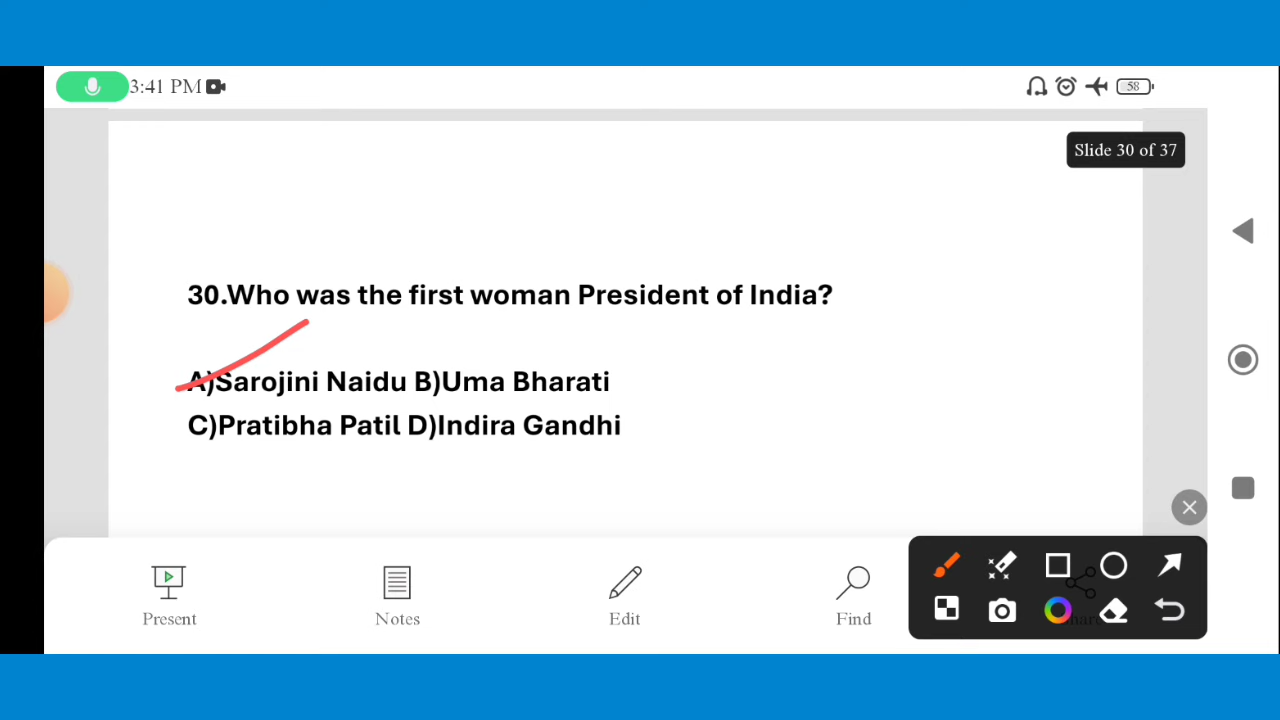 3:41 PM
58
Slide 30 of 37
30.Who was the first woman President of India?
A)Sarojini Naidu B)Uma Bharati
C)Pratibha Patil D)Indira Gandhi
Present
Notes
Edit
Find